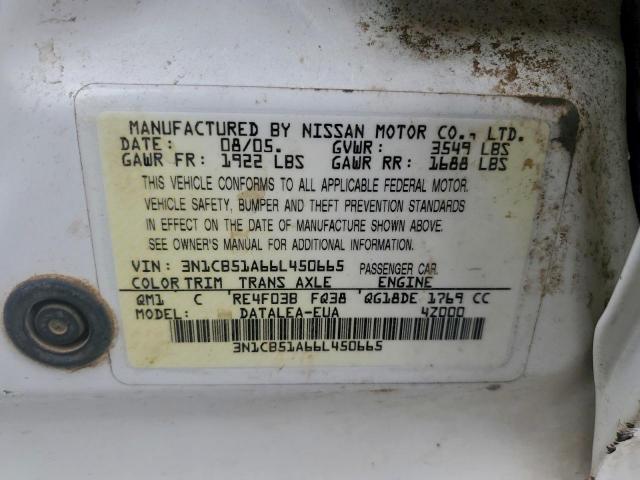 MANUFACTURED BY NISSAN MOTOR CO., LTD.
DATE: 08/05. GVWR: 3549 LBS
GAWR FR: 1922 LBS GAWR RR: 1688 LBS
THIS VEHICLE CONFORMS TO ALL APPLICABLE FEDERAL MOTOR
VEHICLE SAFETY, BUMPER AND THEFT PREVENTION STANDARDS
IN EFFECT ON THE DATE OF MANUFACTURE SHOWN ABOVE.
SEE OWNER'S MANUAL FOR ADDITIONAL INFORMATION.
VIN: 3N1CB51A66L450665 PASSENGER CAR
COLOR TRIM TRANS AXLE ENGINE
QM1 C RE4F03B FQ38 QG18DE 1769 CC
MODEL: DATALEA-EUA 4Z000
3N1CB51A66L450665